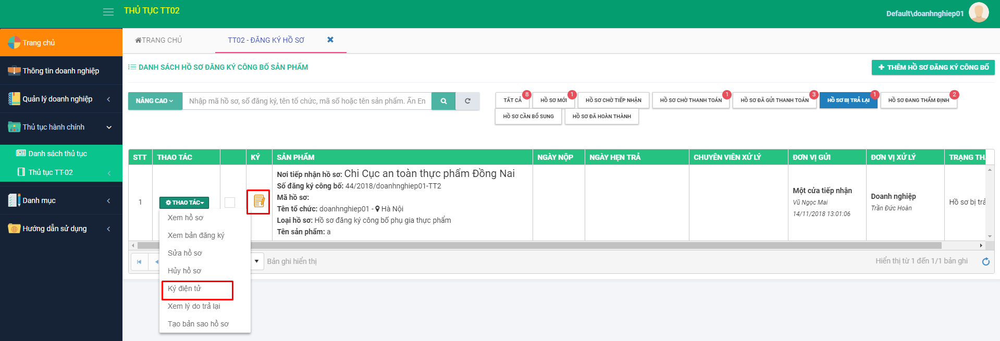 THỦ TỤC TT02
Default\doanhnghiep01
Trang chủ
Thông tin doanh nghiệp
Quản lý doanh nghiệp
Thủ tục hành chính
Danh sách thủ tục
Thủ tục TT-02
Danh mục
Hướng dẫn sử dụng
TRANG CHỦ
TT02 - ĐĂNG KÝ HỒ SƠ
DANH SÁCH HỒ SƠ ĐĂNG KÝ CÔNG BỐ SẢN PHẨM
THÊM HỒ SƠ ĐĂNG KÝ CÔNG BỐ
NÂNG CAO
Nhập mã hồ sơ, số đăng ký, tên tổ chức, mã số hoặc tên sản phẩm. Ấn En
TẤT CẢ 8
HỒ SƠ MỚI 1
HỒ SƠ CHỜ TIẾP NHẬN
HỒ SƠ CHỜ THANH TOÁN 1
HỒ SƠ ĐÃ GỬI THANH TOÁN 3
HỒ SƠ BỊ TRẢ LẠI 1
HỒ SƠ ĐANG THẨM ĐỊNH 2
HỒ SƠ CẦN BỔ SUNG
HỒ SƠ ĐÃ HOÀN THÀNH
STT THAO TÁC KÝ SẢN PHẨM NGÀY NỘP NGÀY HẸN TRẢ CHUYÊN VIÊN XỬ LÝ ĐƠN VỊ GỬI ĐƠN VỊ XỬ LÝ TRẠNG TH
1
THAO TÁC
Nơi tiếp nhận hồ sơ: Chi Cục an toàn thực phẩm Đồng Nai
Số đăng ký công bố: 44/2018/doanhnghiep01-TT2
Mã hồ sơ:
Tên tổ chức: doanhnghiep01 - Hà Nội
Loại hồ sơ: Hồ sơ đăng ký công bố phụ gia thực phẩm
Tên sản phẩm: a
Một cửa tiếp nhận
Vũ Ngọc Mai
14/11/2018 13:01:06
Doanh nghiệp
Trần Đức Hoàn
Hồ sơ bị trả
Xem hồ sơ
Xem bản đăng ký
Sửa hồ sơ
Hủy hồ sơ
Ký điện tử
Xem lý do trả lại
Tạo bản sao hồ sơ
Bản ghi hiển thị
Hiển thị từ 1 đến 1/1 bản ghi